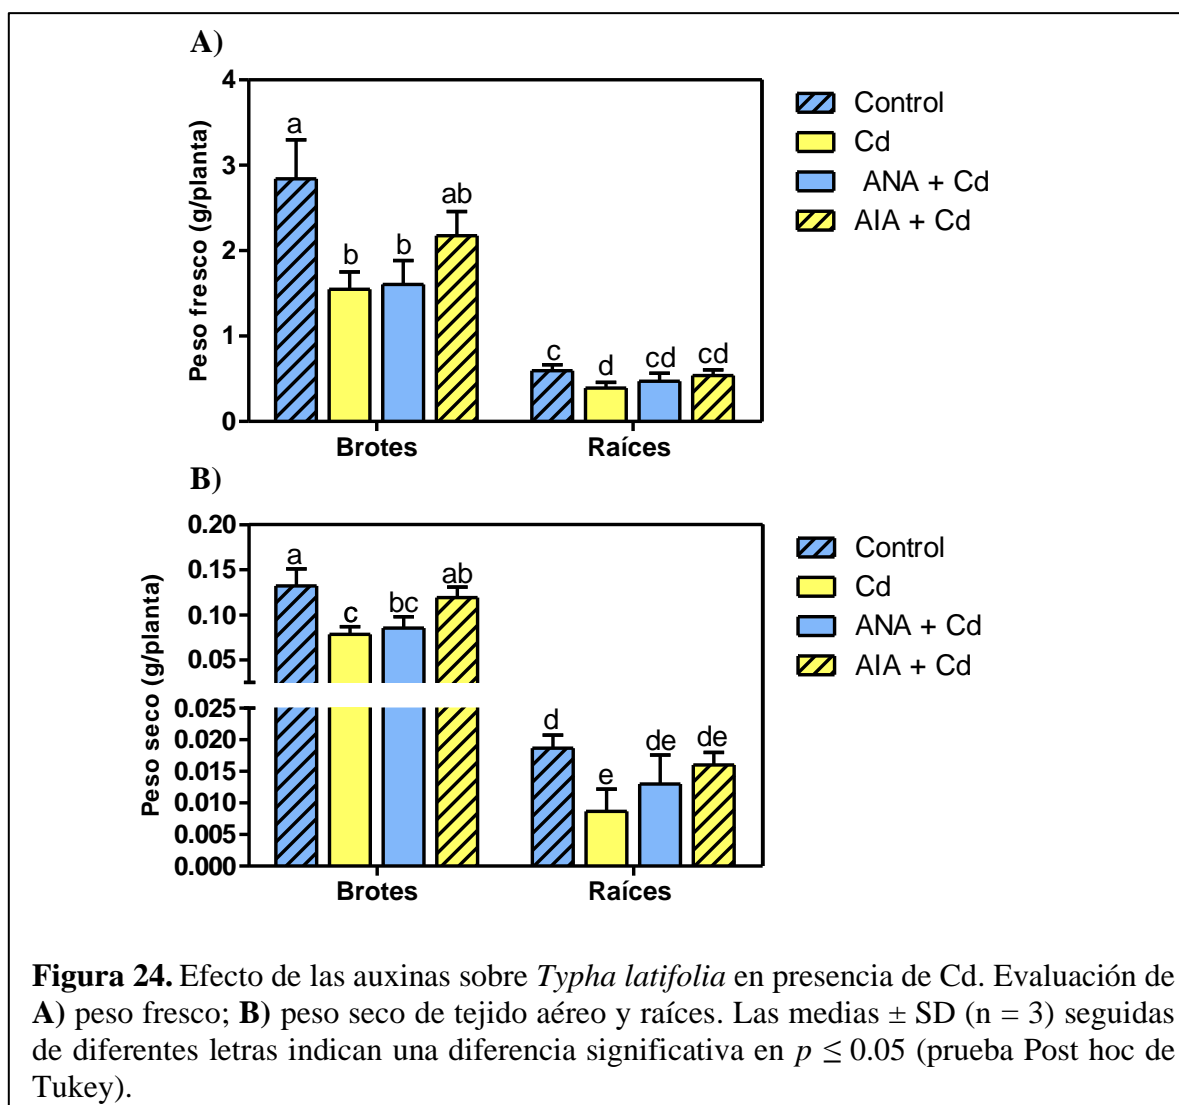 A)
4
3
2
1
0
Peso fresco (g/planta)
a
b
b
ab
c
d
cd
cd
Brotes
Raíces
Control
Cd
ANA + Cd
AIA + Cd
B)
0.20
0.15
0.10
0.05
0.025
0.020
0.015
0.010
0.005
0.000
Peso seco (g/planta)
a
c
bc
ab
d
e
de
de
Brotes
Raíces
Control
Cd
ANA + Cd
AIA + Cd
Figura 24. Efecto de las auxinas sobre Typha latifolia en presencia de Cd. Evaluación de
A) peso fresco; B) peso seco de tejido aéreo y raíces. Las medias ± SD (n = 3) seguidas
de diferentes letras indican una diferencia significativa en p ≤ 0.05 (prueba Post hoc de
Tukey).